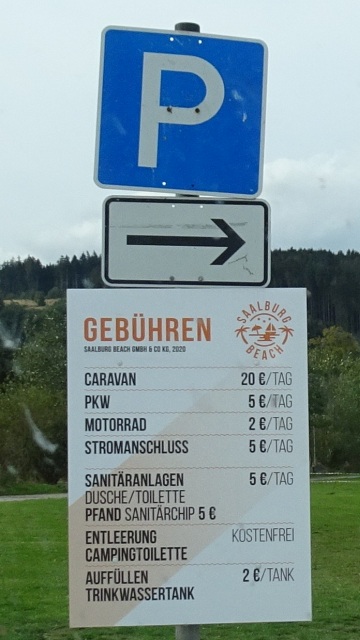 P
GEBÜHREN
SAALBURG BEACH GMBH & CO KG, 2020
SAALBURG
BEACH
CARAVAN 20 €/TAG
PKW 5 €/TAG
MOTORRAD 2 €/TAG
STROMANSCHLUSS 5 €/TAG
SANITÄRANLAGEN 5 €/TAG
DUSCHE/TOILETTE
PFAND SANITÄRCHIP 5 €
ENTLEERUNG KOSTENFREI
CAMPINGTOILETTE
AUFFÜLLEN 2 €/TANK
TRINKWASSERTANK